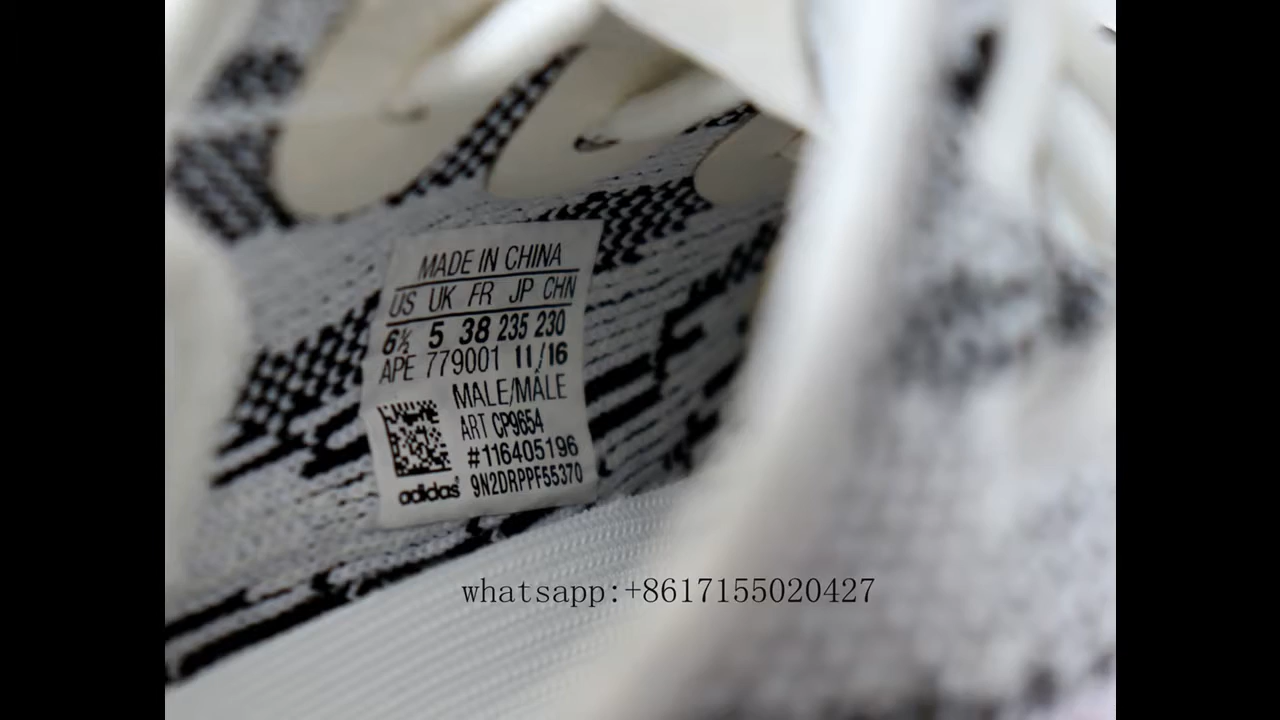 MADE IN CHINA
US UK FR JP CHN
6½ 5 38 235 230
APE 779001 11/16
MALE/MÂLE
ART CP9654
#116405196
adidas 9N2DRPPF55370
whatsapp:+8617155020427